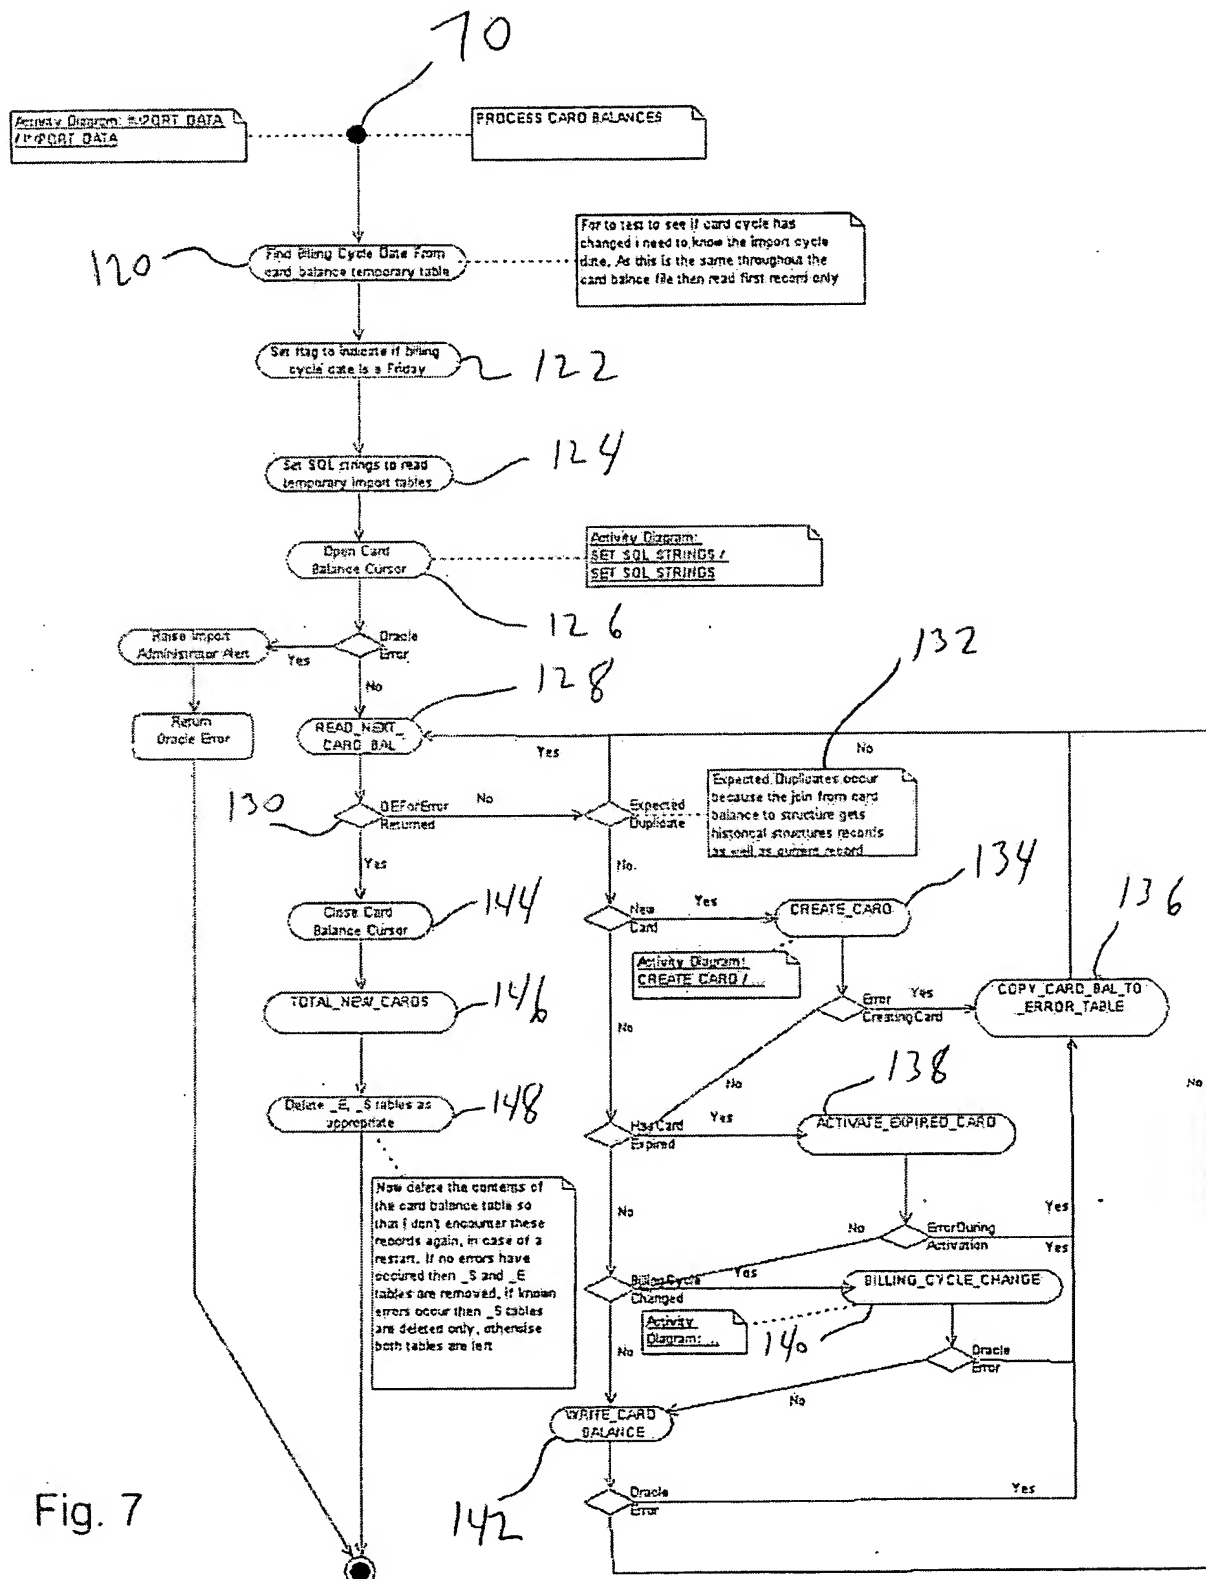 70
Activity Diagram: IMPORT_DATA
/ IMPORT_DATA
PROCESS CARD BALANCES
120
Find Billing Cycle Date From
card balance temporary table
For to test to see if card cycle has
changed i need to know the import cycle
date. As this is the same throughout the
card balnce file then read first record only
Set flag to indicate if billing
cycle date is a Friday
122
Set SQL strings to read
temporary import tables
124
Open Card
Balance Cursor
Activity Diagram:
SET SQL STRINGS /
SET SQL STRINGS
126
Raise Import
Administrator Alert
Yes
Oracle
Error
No
128
132
Return
Oracle Error
READ_NEXT_
CARD_BAL
Yes
No
130
OEForError
Returned
No
Expected
Duplicate
Expected Duplicates occur
because the join from card
balance to structure gets
historical structures records
as well as current record
Yes
No.
134
136
Close Card
Balance Cursor
144
New
Card
Yes
CREATE_CARD
Activity Diagram:
CREATE CARD / ...
TOTAL_NEW_CARDS
146
Error
CreatingCard
Yes
COPY_CARD_BAL_TO
_ERROR_TABLE
No
No
138
No
Delete _E, _S tables as
appropriate
148
HasCard
Expired
Yes
ACTIVATE_EXPIRED_CARD
Now delete the contents of
the card balance table so
that I don't encounter these
records again, in case of a
restart. If no errors have
occured then _S and _E
tables are removed, if known
errors occur then _S tables
are deleted only, otherwise
both tables are left
No
No
ErrorDuring
Activation
Yes
Yes
Billing Cycle
Changed
Yes
BILLING_CYCLE_CHANGE
Activity
Diagram: ...
140
No
Oracle
Error
No
WRITE_CARD
BALANCE
142
Oracle
Error
Yes
Fig. 7